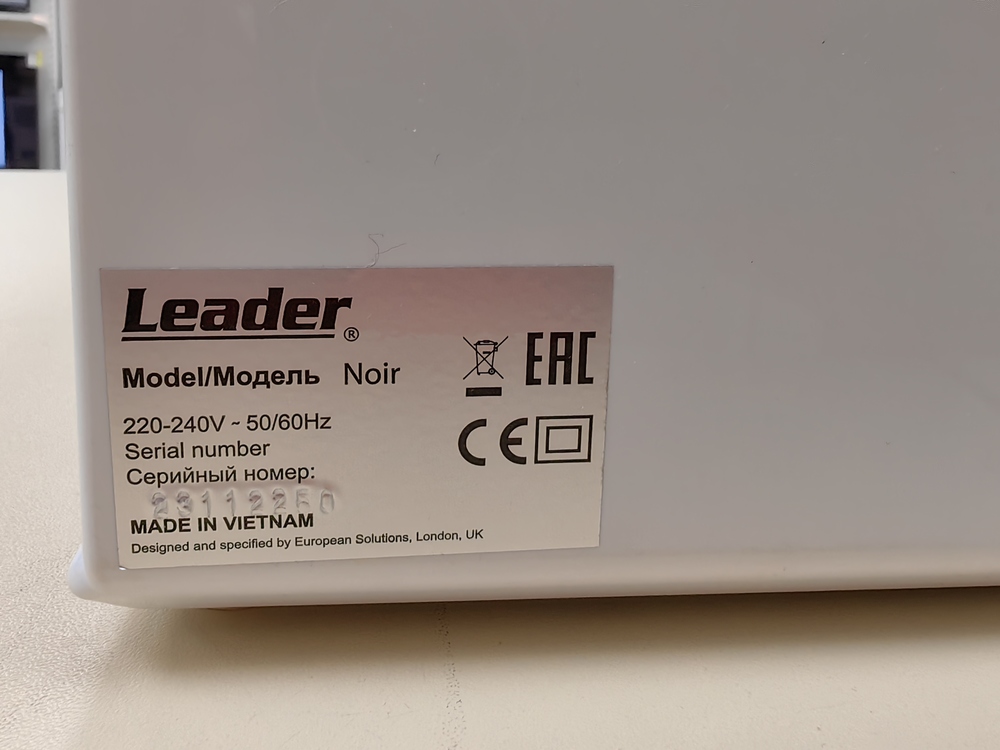 Leader®
Model/Модель Noir
EAC
220-240V ~ 50/60Hz
CE
Serial number
Серийный номер:
MADE IN VIETNAM
Designed and specified by European Solutions, London, UK